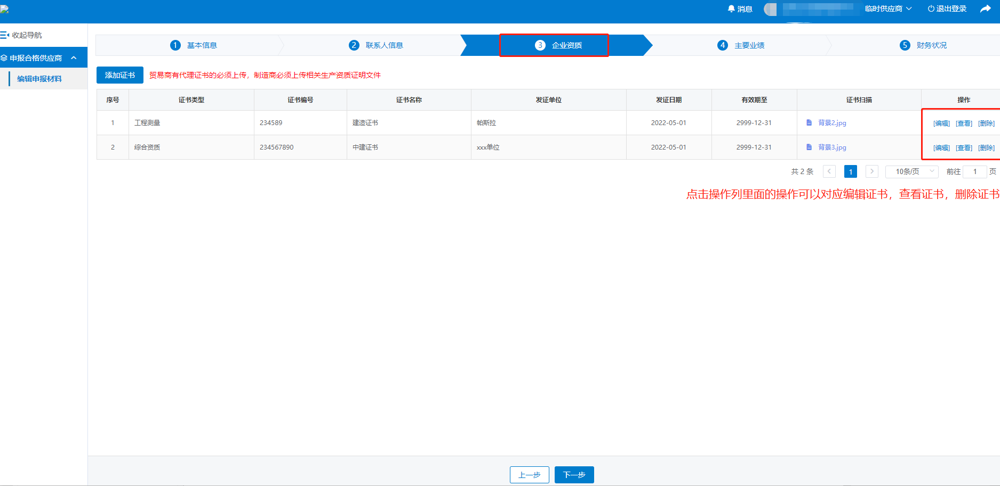 消息 临时供应商 退出登录
收起导航
申报合格供应商
编辑申报材料
1 基本信息 2 联系人信息 3 企业资质 4 主要业绩 5 财务状况
添加证书 贸易商有代理证书的必须上传，制造商必须上传相关生产资质证明文件
序号 证书类型 证书编号 证书名称 发证单位 发证日期 有效期至 证书扫描 操作
1 工程测量 234589 建造证书 帕斯拉 2022-05-01 2999-12-31 背景2.jpg [编辑] [查看] [删除]
2 综合资质 234567890 中建证书 xxx单位 2022-05-01 2999-12-31 背景3.jpg [编辑] [查看] [删除]
共 2 条 1 10条/页 前往 1 页
点击操作列里面的操作可以对应编辑证书，查看证书，删除证书
上一步 下一步